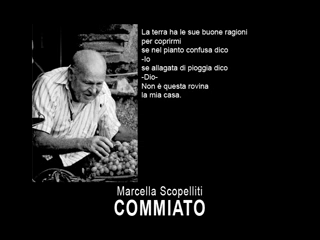 La terra ha le sue buone ragioni
per coprirmi
se nel pianto confusa dico
-Io
se allagata di pioggia dico
-Dio-
Non è questa rovina
la mia casa.
Marcella Scopelliti
COMMIATO